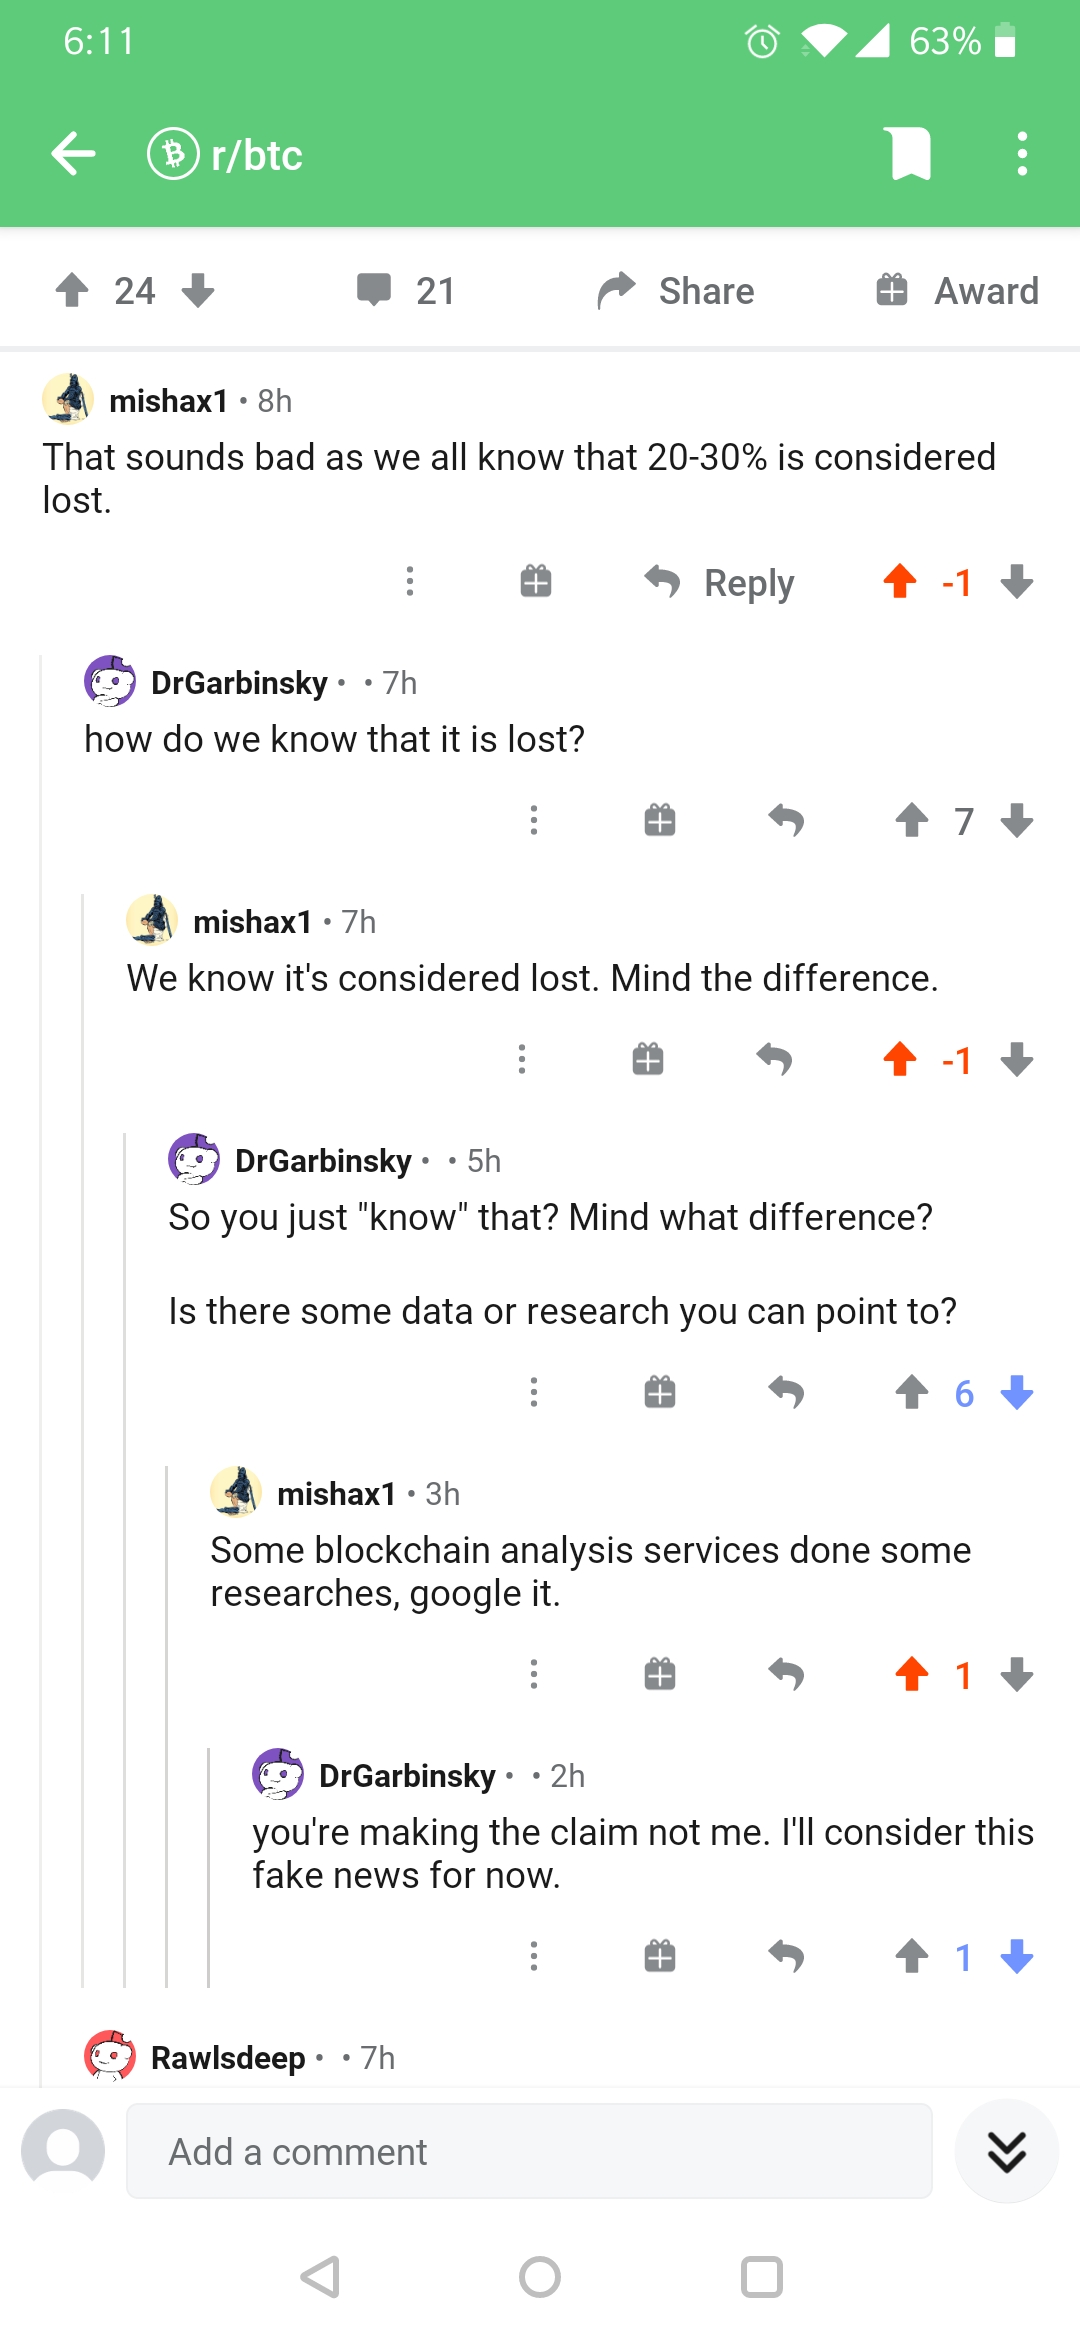 6:11
63%
r/btc
24
21
Share
Award
mishax1 • 8h
That sounds bad as we all know that 20-30% is considered
lost.
Reply
-1
DrGarbinsky • • 7h
how do we know that it is lost?
7
mishax1 • 7h
We know it's considered lost. Mind the difference.
-1
DrGarbinsky • • 5h
So you just "know" that? Mind what difference?
Is there some data or research you can point to?
6
mishax1 • 3h
Some blockchain analysis services done some
researches, google it.
1
DrGarbinsky • • 2h
you're making the claim not me. I'll consider this
fake news for now.
1
Rawlsdeep • • 7h
Add a comment